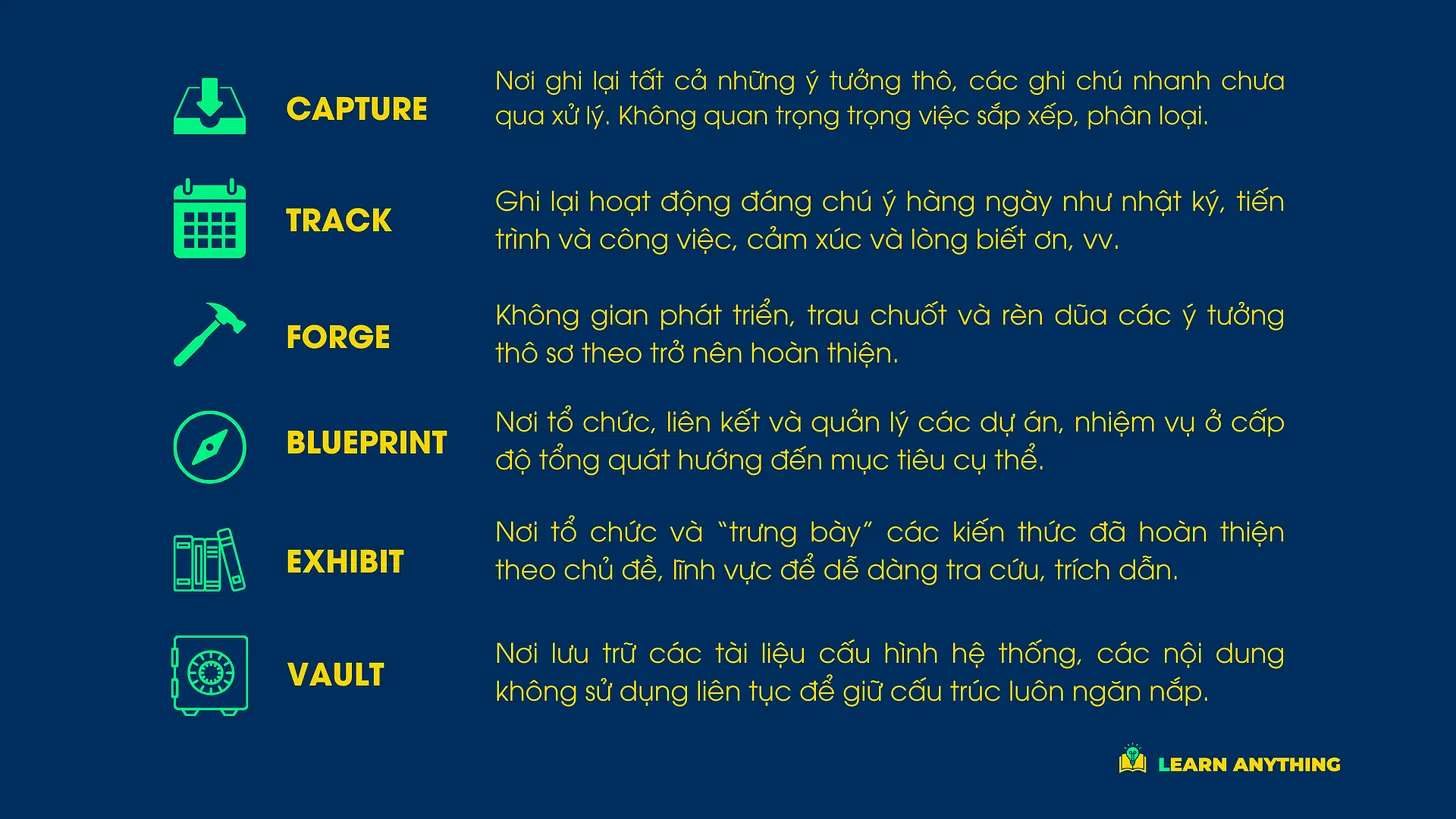 CAPTURE
Nơi ghi lại tất cả những ý tưởng thô, các ghi chú nhanh chưa
qua xử lý. Không quan trọng trọng việc sắp xếp, phân loại.
TRACK
Ghi lại hoạt động đáng chú ý hàng ngày như nhật ký, tiến
trình và công việc, cảm xúc và lòng biết ơn, vv.
FORGE
Không gian phát triển, trau chuốt và rèn dũa các ý tưởng
thô sơ theo trở nên hoàn thiện.
BLUEPRINT
Nơi tổ chức, liên kết và quản lý các dự án, nhiệm vụ ở cấp
độ tổng quát hướng đến mục tiêu cụ thể.
EXHIBIT
Nơi tổ chức và “trưng bày” các kiến thức đã hoàn thiện
theo chủ đề, lĩnh vực để dễ dàng tra cứu, trích dẫn.
VAULT
Nơi lưu trữ các tài liệu cấu hình hệ thống, các nội dung
không sử dụng liên tục để giữ cấu trúc luôn ngăn nắp.
LEARN ANYTHING